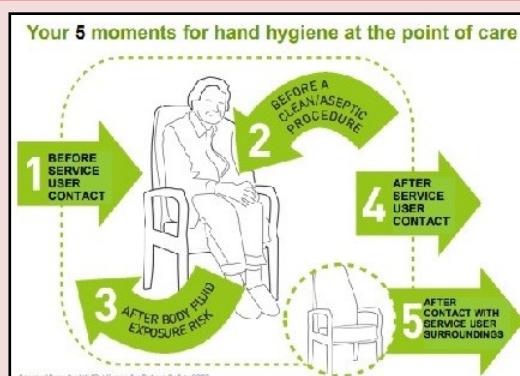 Your 5 moments for hand hygiene at the point of care
1
BEFORE
SERVICE
USER
CONTACT
2
BEFORE A
CLEAN/ASEPTIC
PROCEDURE
3
AFTER BODY FLUID
EXPOSURE RISK
4
AFTER
SERVICE
USER
CONTACT
5
AFTER
CONTACT WITH
SERVICE USER
SURROUNDINGS